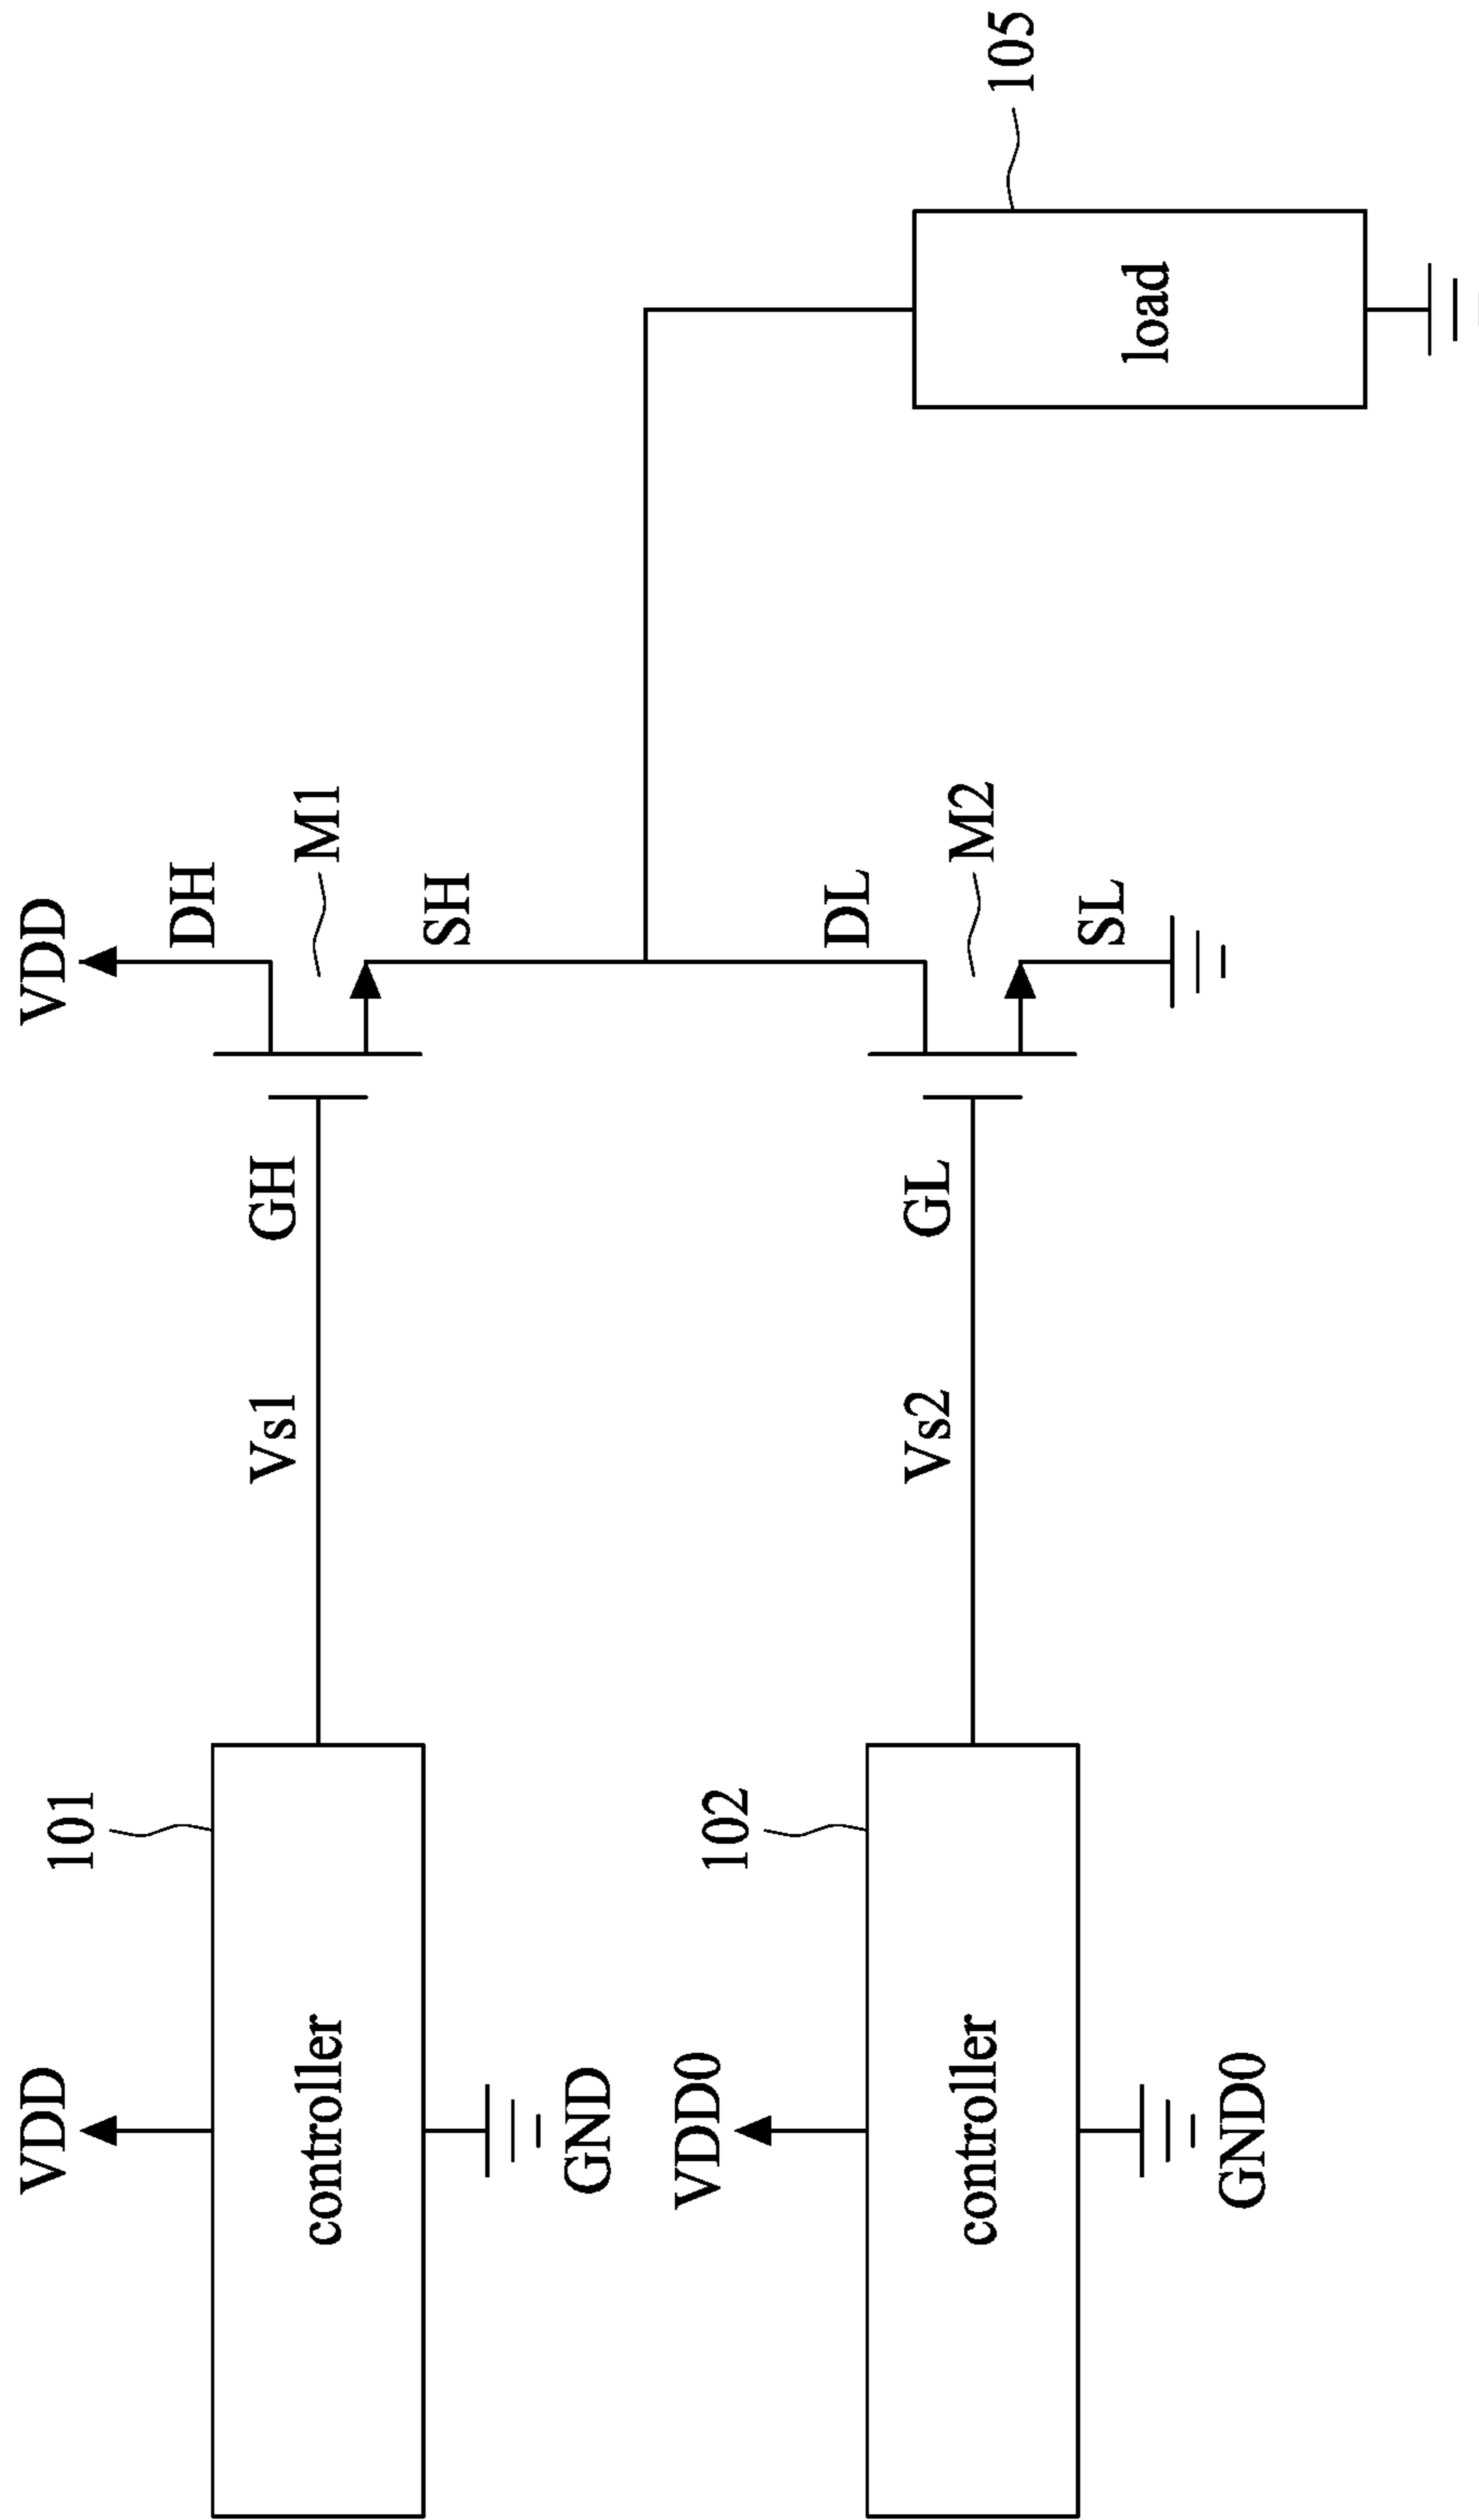 VDD
101
controller
GND
Vs1
GH
VDD
DH
M1
SH
VDD0
102
controller
GND0
Vs2
GL
DL
M2
SL
105
load